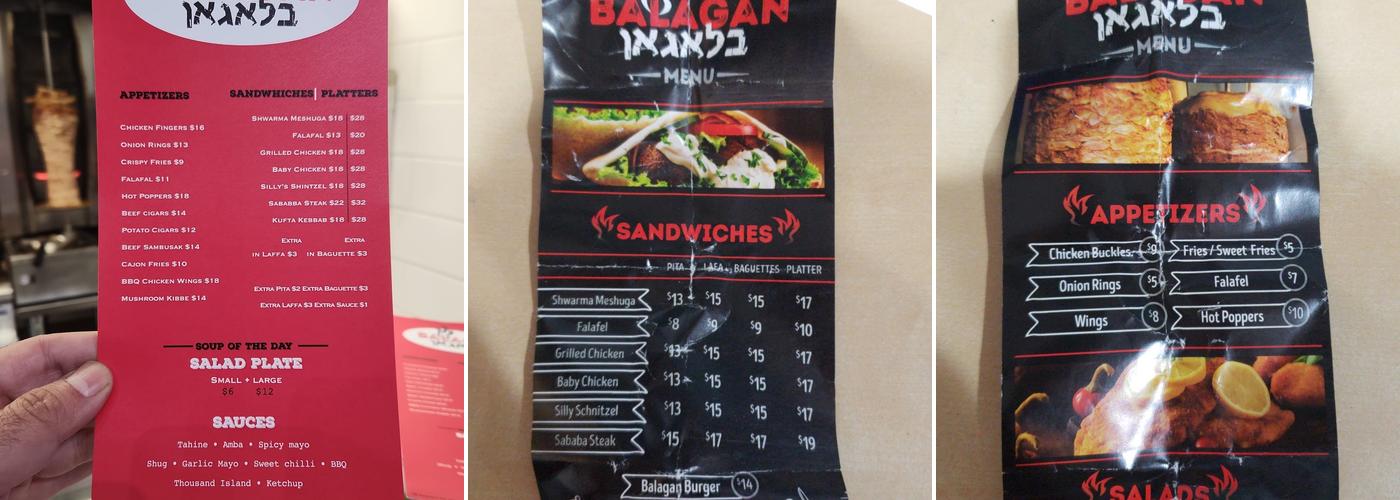 בלאגאן
APPETIZERS
CHICKEN FINGERS $16
ONION RINGS $13
CRISPY FRIES $9
FALAFAL $11
HOT POPPERS $18
BEEF CIGARS $14
POTATO CIGARS $12
BEEF SAMBUSAK $14
CAJON FRIES $10
BBQ CHICKEN WINGS $18
MUSHROOM KIBBE $14
SANDWHICHES| PLATTERS
SHWARMA MESHUGA $18 | $28
FALAFAL $13 | $20
GRILLED CHICKEN $18 | $28
BABY CHICKEN $18 | $28
SILLY'S SHINTZEL $18 | $28
SABABBA STEAK $22 | $32
KUFTA KEBBAB $18 | $28
EXTRA EXTRA
IN LAFFA $3 IN BAGUETTE $3
EXTRA PITA $2 EXTRA BAGUETTE $3
EXTRA LAFFA $3 EXTRA SAUCE $1
SOUP OF THE DAY
SALAD PLATE
SMALL + LARGE
$6 $12
SAUCES
Tahine • Amba • Spicy mayo
Shug • Garlic Mayo • Sweet chilli • BBQ
Thousand Island • Ketchup
BALAGAN
בלאגאן
MENU
SANDWICHES
PITA LAFA BAGUETTES PLATTER
Shwarma Meshuga $13 $15 $15 $17
Falafel $8 $9 $9 $10
Grilled Chicken $13 $15 $15 $17
Baby Chicken $13 $15 $15 $17
Silly Schnitzel $13 $15 $15 $17
Sababa Steak $15 $17 $17 $19
Balagan Burger $14
BALAGAN
בלאגאן
MENU
APPETIZERS
Chicken Buckles $9 Fries / Sweet Fries $5
Onion Rings $5 Falafel $7
Wings $8 Hot Poppers $10
SALADS